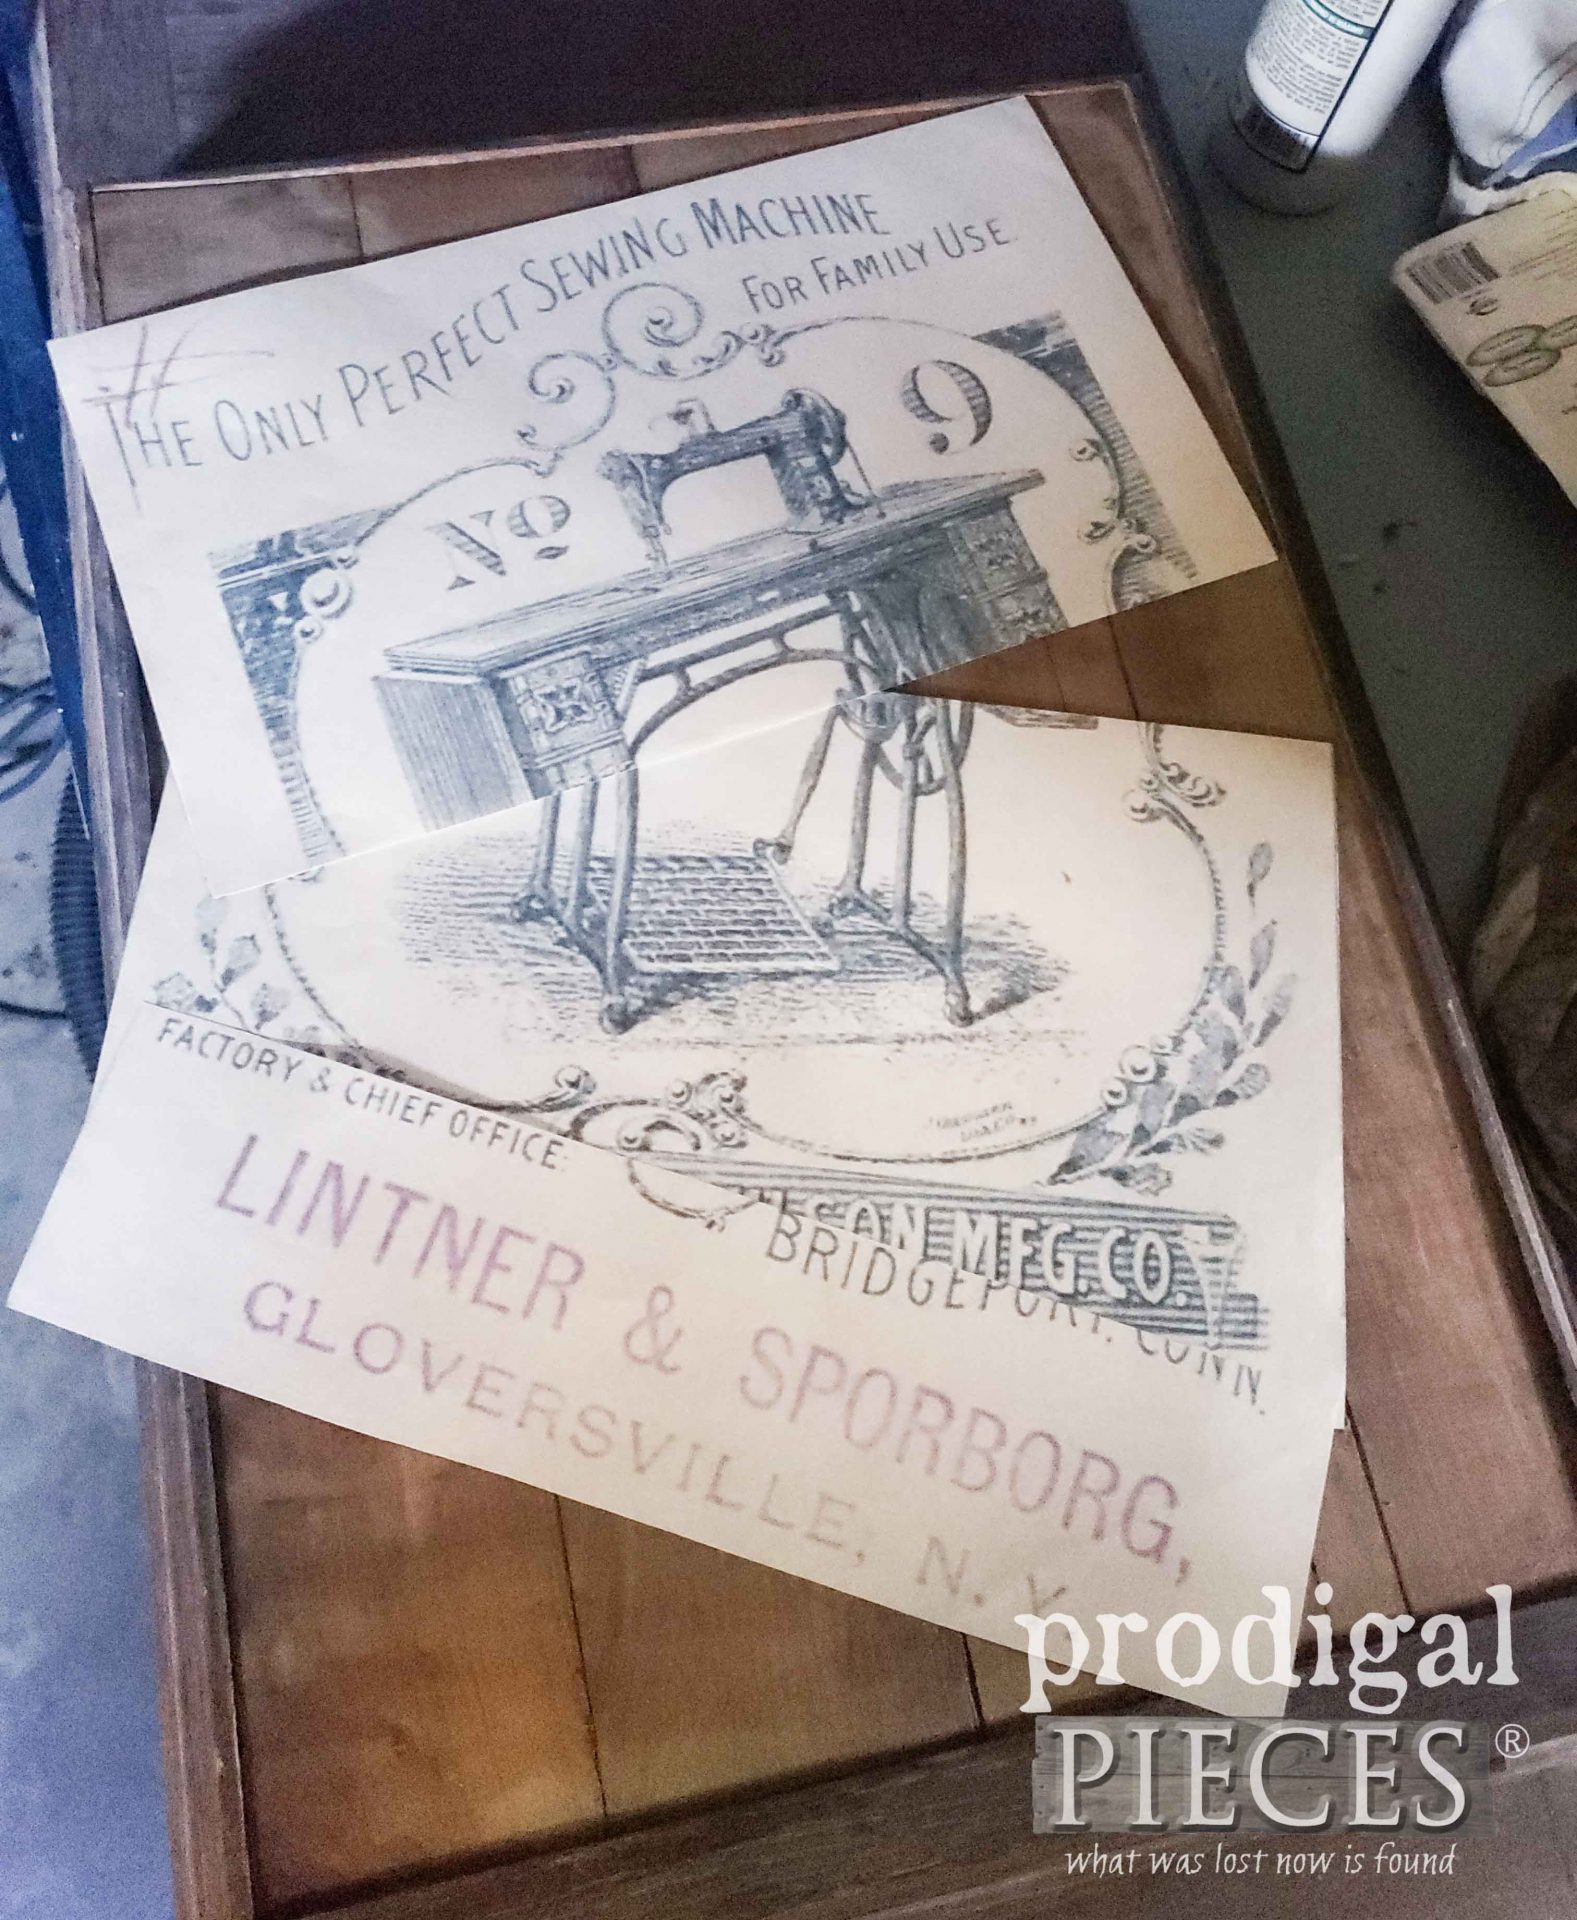 THE ONLY PERFECT SEWING MACHINE
FOR FAMILY USE
No 9
FACTORY & CHIEF OFFICE:
SON MFG. CO.
BRIDGEPORT. CONN.
LINTNER & SPORBORG,
GLOVERSVILLE, N. Y.
prodigal
PIECES®
what was lost now is found